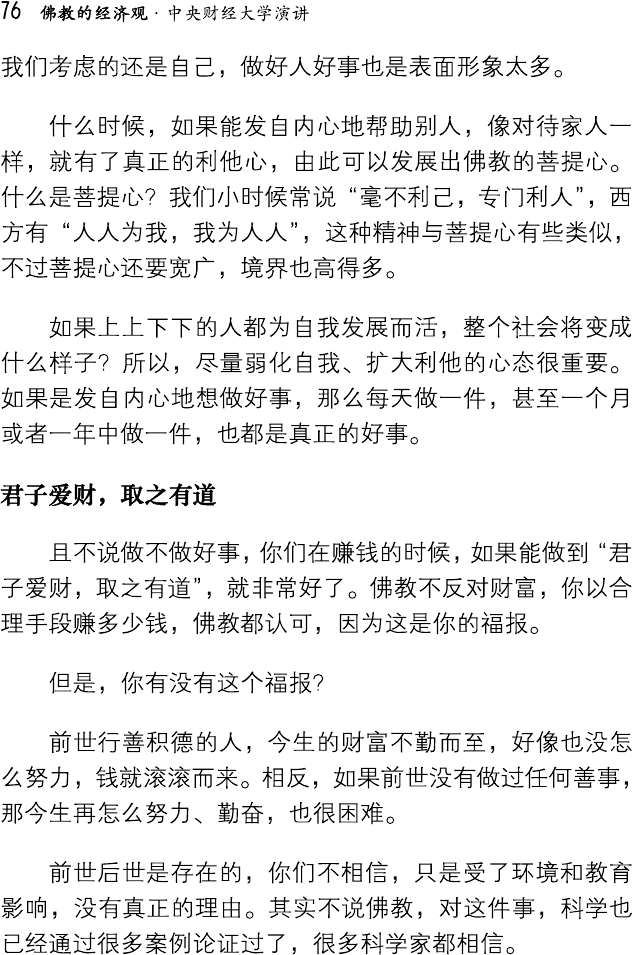 76 佛教的经济观·中央财经大学演讲
我们考虑的还是自己，做好人好事也是表面形象太多。
什么时候，如果能发自内心地帮助别人，像对待家人一
样，就有了真正的利他心，由此可以发展出佛教的菩提心。
什么是菩提心？我们小时候常说“毫不利己，专门利人”，西
方有“人人为我，我为人人”，这种精神与菩提心有些类似，
不过菩提心还要宽广，境界也高得多。
如果上上下下的人都为自我发展而活，整个社会将变成
什么样子？所以，尽量弱化自我、扩大利他的心态很重要。
如果是发自内心地想做好事，那么每天做一件，甚至一个月
或者一年中做一件，也都是真正的好事。
君子爱财，取之有道
且不说做不做好事，你们在赚钱的时候，如果能做到“君
子爱财，取之有道”，就非常好了。佛教不反对财富，你以合
理手段赚多少钱，佛教都认可，因为这是你的福报。
但是，你有没有这个福报？
前世行善积德的人，今生的财富不勤而至，好像也没怎
么努力，钱就滚滚而来。相反，如果前世没有做过任何善事，
那今生再怎么努力、勤奋，也很困难。
前世后世是存在的，你们不相信，只是受了环境和教育
影响，没有真正的理由。其实不说佛教，对这件事，科学也
已经通过很多案例论证过了，很多科学家都相信。